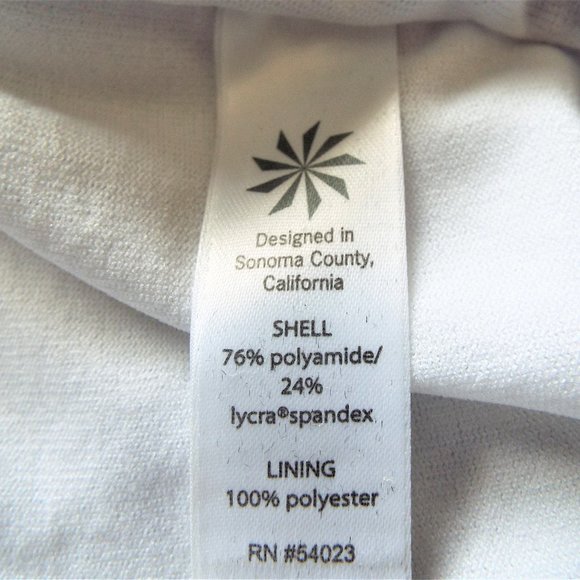 Designed in
Sonoma County,
California
SHELL
76% polyamide/
24%
lycra®spandex
LINING
100% polyester
RN #54023